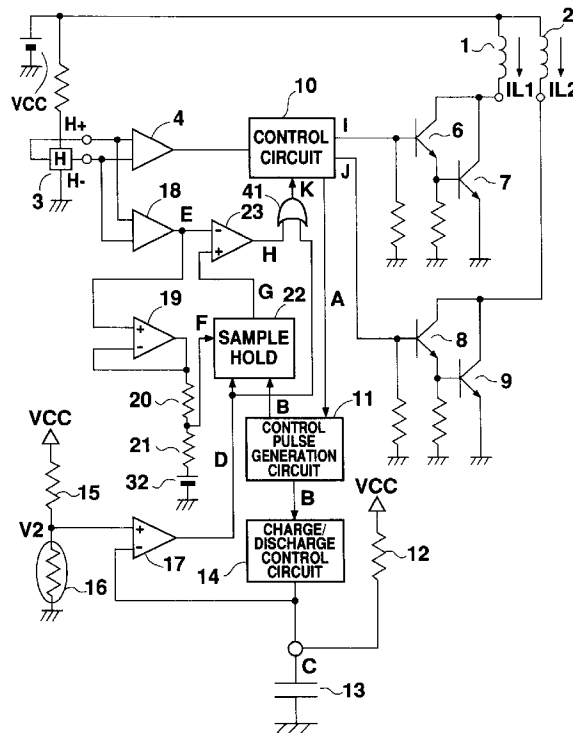 2
1
VCC
IL1
IL2
10
4
H+
CONTROL
CIRCUIT
I
6
H
J
7
H-
3
K
41
18
E
23
H
G
22
A
19
F
SAMPLE
HOLD
8
9
20
B
11
VCC
21
D
CONTROL
PULSE
GENERATION
CIRCUIT
32
15
B
VCC
V2
CHARGE/
DISCHARGE
CONTROL
CIRCUIT
12
17
14
16
C
13